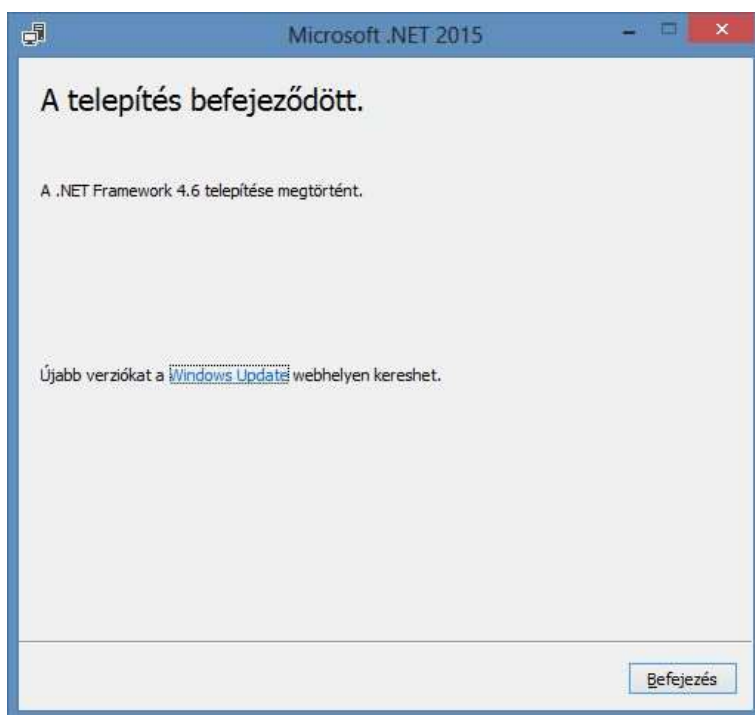 Microsoft .NET 2015
A telepítés befejeződött.
A .NET Framework 4.6 telepítése megtörtént.
Újabb verziókat a Windows Update webhelyen kereshet.
Befejezés